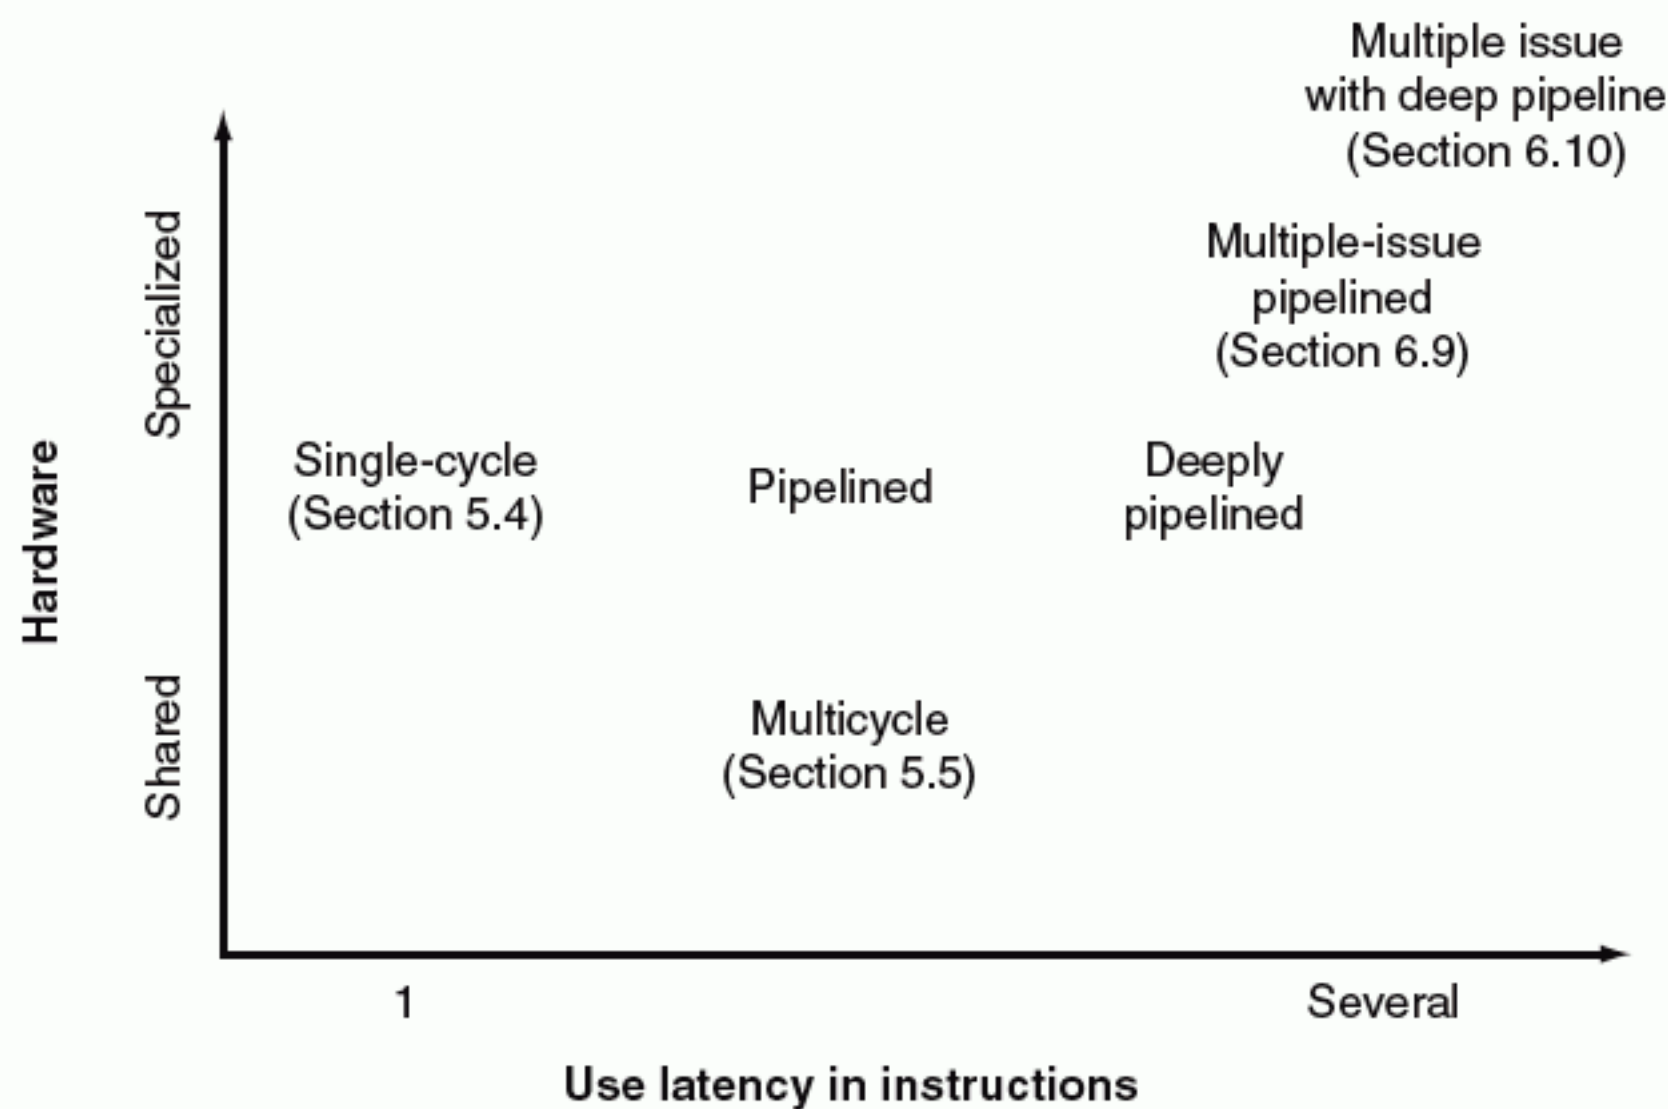 Multiple issue
with deep pipeline
(Section 6.10)
Multiple-issue
pipelined
(Section 6.9)
Specialized
Single-cycle
(Section 5.4)
Pipelined
Deeply
pipelined
Hardware
Shared
Multicycle
(Section 5.5)
1
Several
Use latency in instructions